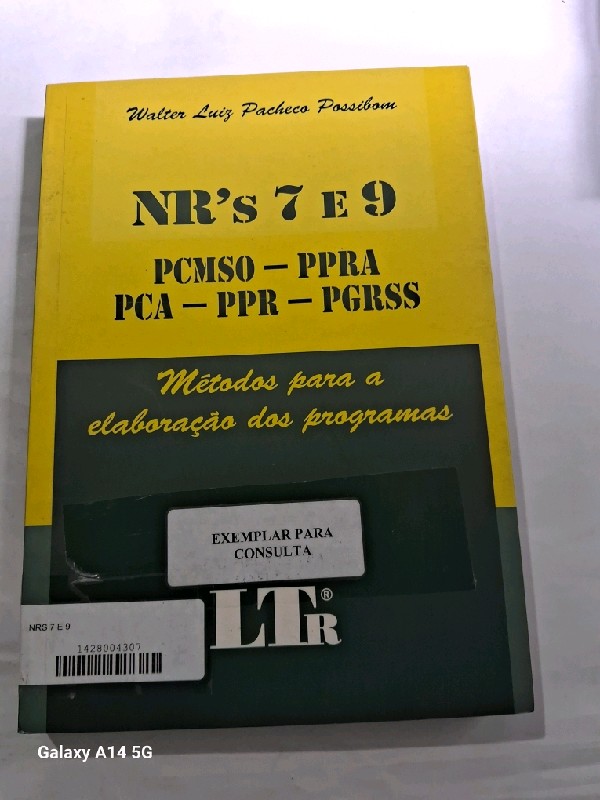 Walter Luiz Pacheco Possibom
NR's 7 E 9
PCMSO – PPRA
PCA – PPR – PGRSS
Métodos para a
elaboração dos programas
EXEMPLAR PARA
CONSULTA
LTR®
NRS 7 E 9
1428004307
Galaxy A14 5G